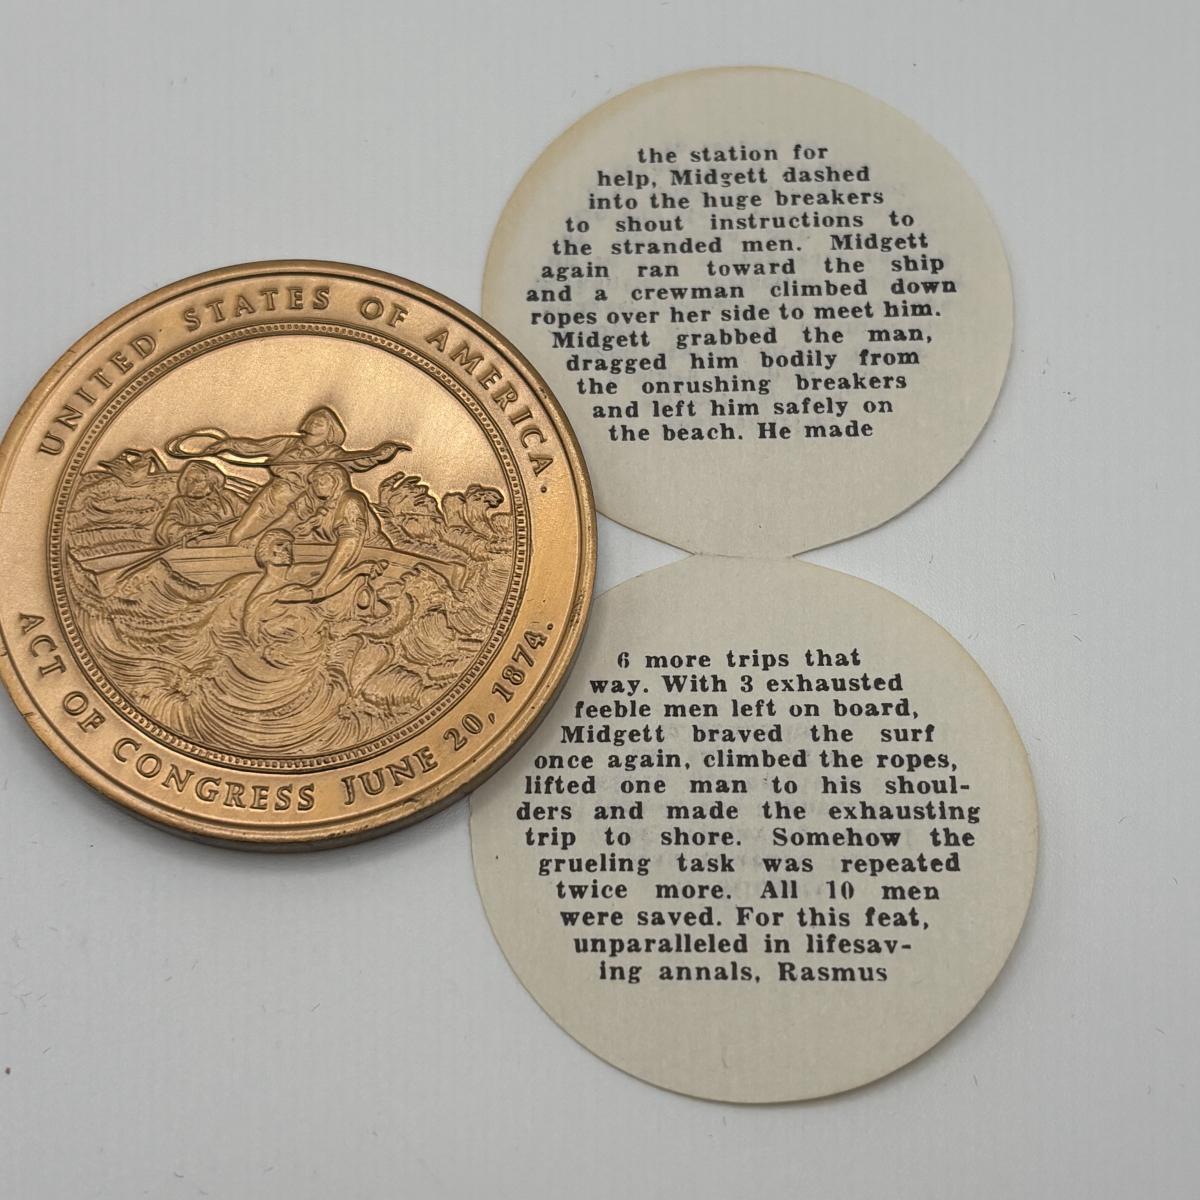 UNITED STATES OF AMERICA.
ACT OF CONGRESS JUNE 20, 1874.
the station for
help, Midgett dashed
into the huge breakers
to shout instructions to
the stranded men. Midgett
again ran toward the ship
and a crewman climbed down
ropes over her side to meet him.
Midgett grabbed the man,
dragged him bodily from
the onrushing breakers
and left him safely on
the beach. He made
6 more trips that
way. With 3 exhausted
feeble men left on board,
Midgett braved the surf
once again, climbed the ropes,
lifted one man to his shoul-
ders and made the exhausting
trip to shore. Somehow the
grueling task was repeated
twice more. All 10 men
were saved. For this feat,
unparalleled in lifesav-
ing annals, Rasmus